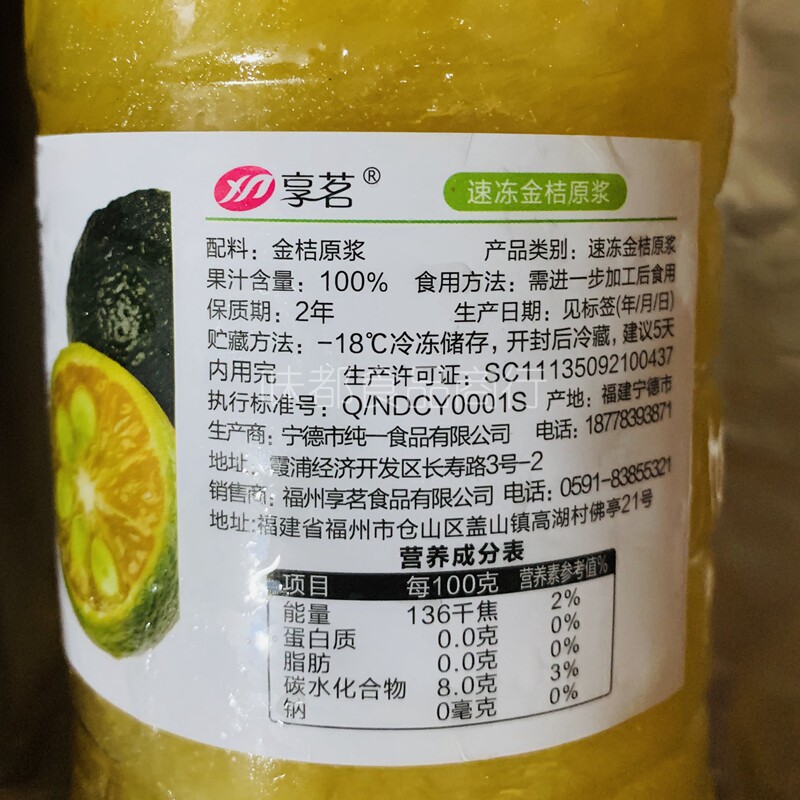 享茗® 速冻金桔原浆
配料：金桔原浆 产品类别：速冻金桔原浆
果汁含量：100% 食用方法：需进一步加工后食用
保质期：2年 生产日期：见标签(年/月/日)
贮藏方法：-18℃冷冻储存，开封后冷藏，建议5天
内用完 生产许可证：SC11135092100437
执行标准号：Q/NDCY0001S 产地：福建宁德市
生产商：宁德市纯一食品有限公司 电话：18778393871
地址：霞浦经济开发区长寿路3号-2
销售商：福州享茗食品有限公司 电话：0591-83855321
地址：福建省福州市仓山区盖山镇高湖村佛亭21号
营养成分表
项目 每100克 营养素参考值%
能量 136千焦 2%
蛋白质 0.0克 0%
脂肪 0.0克 0%
碳水化合物 8.0克 3%
钠 0毫克 0%